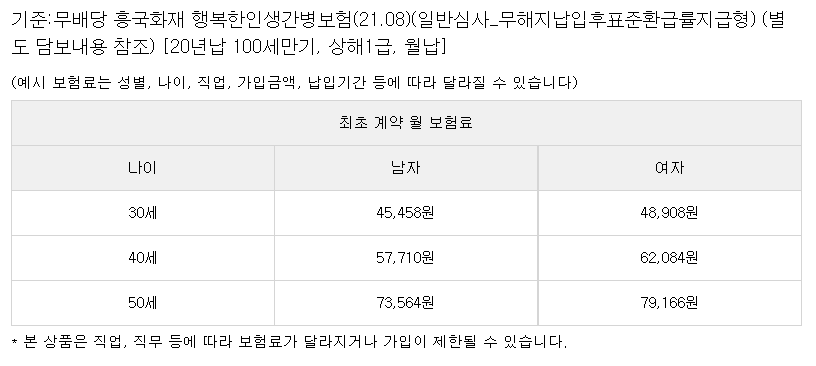 기준:무배당 흥국화재 행복한인생간병보험(21.08)(일반심사_무해지납입후표준환급률지급형) (별
도 담보내용 참조) [20년납 100세만기, 상해1급, 월납]
(예시 보험료는 성별, 나이, 직업, 가입금액, 납입기간 등에 따라 달라질 수 있습니다)
최초 계약 월 보험료
나이 남자 여자
30세 45,458원 48,908원
40세 57,710원 62,084원
50세 73,564원 79,166원
* 본 상품은 직업, 직무 등에 따라 보험료가 달라지거나 가입이 제한될 수 있습니다.